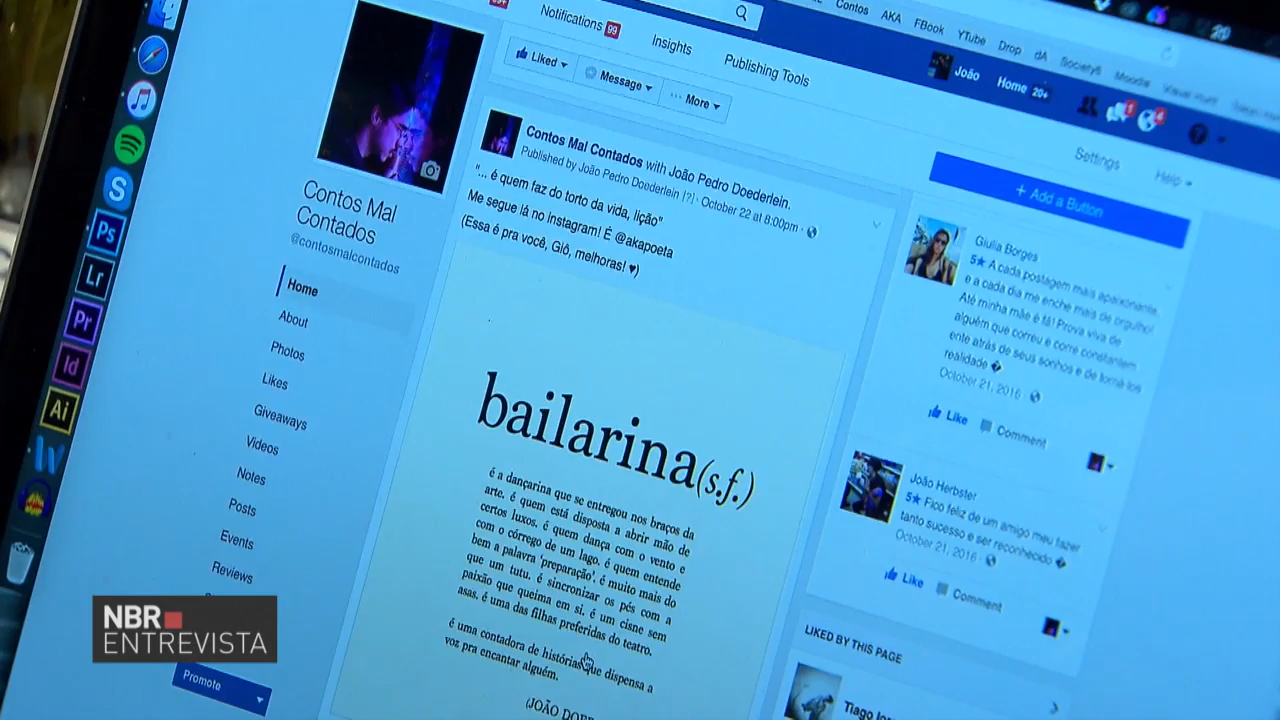 Contos
AKA
FBook
YTube
Drop
dA
Society6
Moodle
Notifications 99
Insights
Publishing Tools
João
Home 20+
Settings
Help
Liked
Message
More
+ Add a Button
Contos Mal
Contados
@contosmalcontados
Home
About
Photos
Likes
Giveaways
Videos
Notes
Posts
Events
Reviews
Promote
Contos Mal Contados with João Pedro Doederlein.
Published by João Pedro Doederlein [?] · October 22 at 8:00pm ·
"... é quem faz do torto da vida, lição"
Me segue lá no instagram! É @akapoeta
(Essa é pra você, Giô, melhoras! ♥)
bailarina(s.f.)
é a dançarina que se entregou nos braços da
arte. é quem está disposta a abrir mão de
certos luxos. é quem dança com o vento e
com o córrego de um lago. é quem entende
bem a palavra 'preparação'. é muito mais do
que um tutu. é sincronizar os pés com a
paixão que queima em si. é um cisne sem
asas. é uma das filhas preferidas do teatro.
é uma contadora de histórias que dispensa a
voz pra encantar alguém.
Giulia Borges
5★ A cada postagem mais apaixonante,
e a cada dia me enche mais de orgulho!
Até minha mãe é fã! Prova viva de
alguém que correu e corre constantem
ente atrás de seus sonhos e de torná-los
realidade
October 21, 2016
Like
Comment
João Herbster
5★ Fico feliz de um amigo meu fazer
tanto sucesso e ser reconhecido
October 21, 2016
Like
Comment
LIKED BY THIS PAGE
Ps
Lr
Pr
Id
Ai
NBR
ENTREVISTA